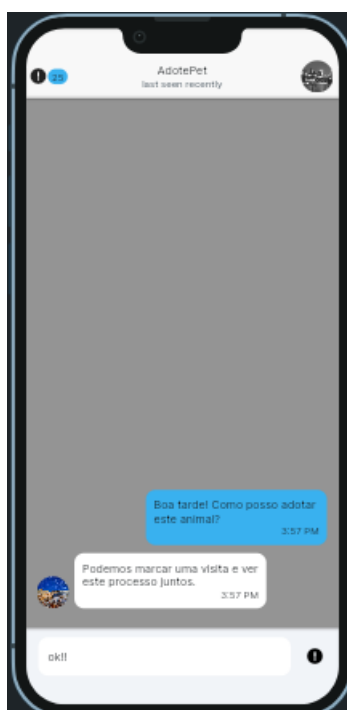 25
AdotePet
last seen recently
Boa tarde! Como posso adotar
este animal?
3:57 PM
Podemos marcar uma visita e ver
este processo juntos.
3:57 PM
ok!!